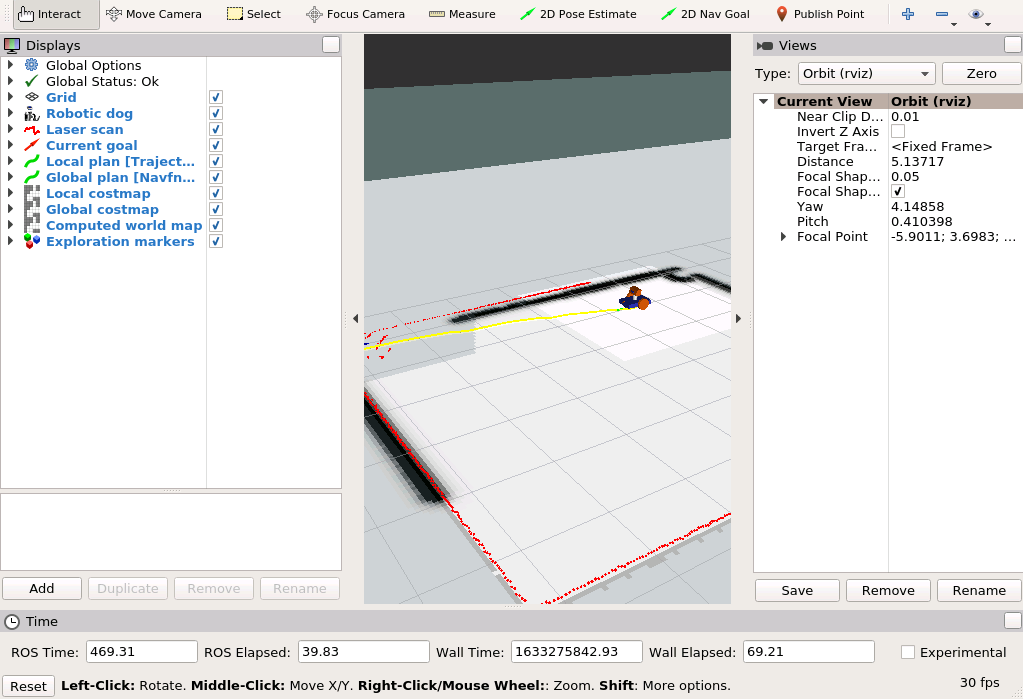 Interact Move Camera Select Focus Camera Measure 2D Pose Estimate 2D Nav Goal Publish Point
Displays
Global Options
Global Status: Ok
Grid
Robotic dog
Laser scan
Current goal
Local plan [Traject...
Global plan [Navfn...
Local costmap
Global costmap
Computed world map
Exploration markers
Add Duplicate Remove Rename
Views
Type: Orbit (rviz) Zero
Current View Orbit (rviz)
Near Clip D... 0.01
Invert Z Axis
Target Fra... <Fixed Frame>
Distance 5.13717
Focal Shap... 0.05
Focal Shap...
Yaw 4.14858
Pitch 0.410398
Focal Point -5.9011; 3.6983; ...
Save Remove Rename
Time
ROS Time: 469.31 ROS Elapsed: 39.83 Wall Time: 1633275842.93 Wall Elapsed: 69.21 Experimental
Reset Left-Click: Rotate. Middle-Click: Move X/Y. Right-Click/Mouse Wheel:: Zoom. Shift: More options. 30 fps